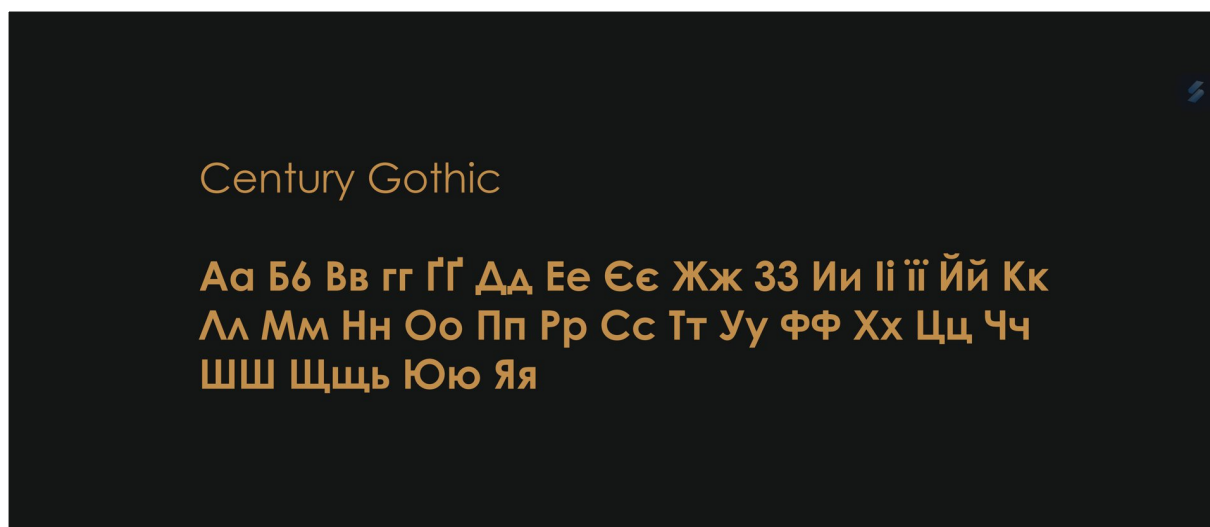 Century Gothic
Аа Бб Вв гг ҐҐ Дд Ее Єє Жж ЗЗ Ии Іі її Йй Кк
Лл Мм Нн Оо Пп Рр Сс Тт Уу ФФ Хх Цц Чч
ШШ Щщь Юю Яя